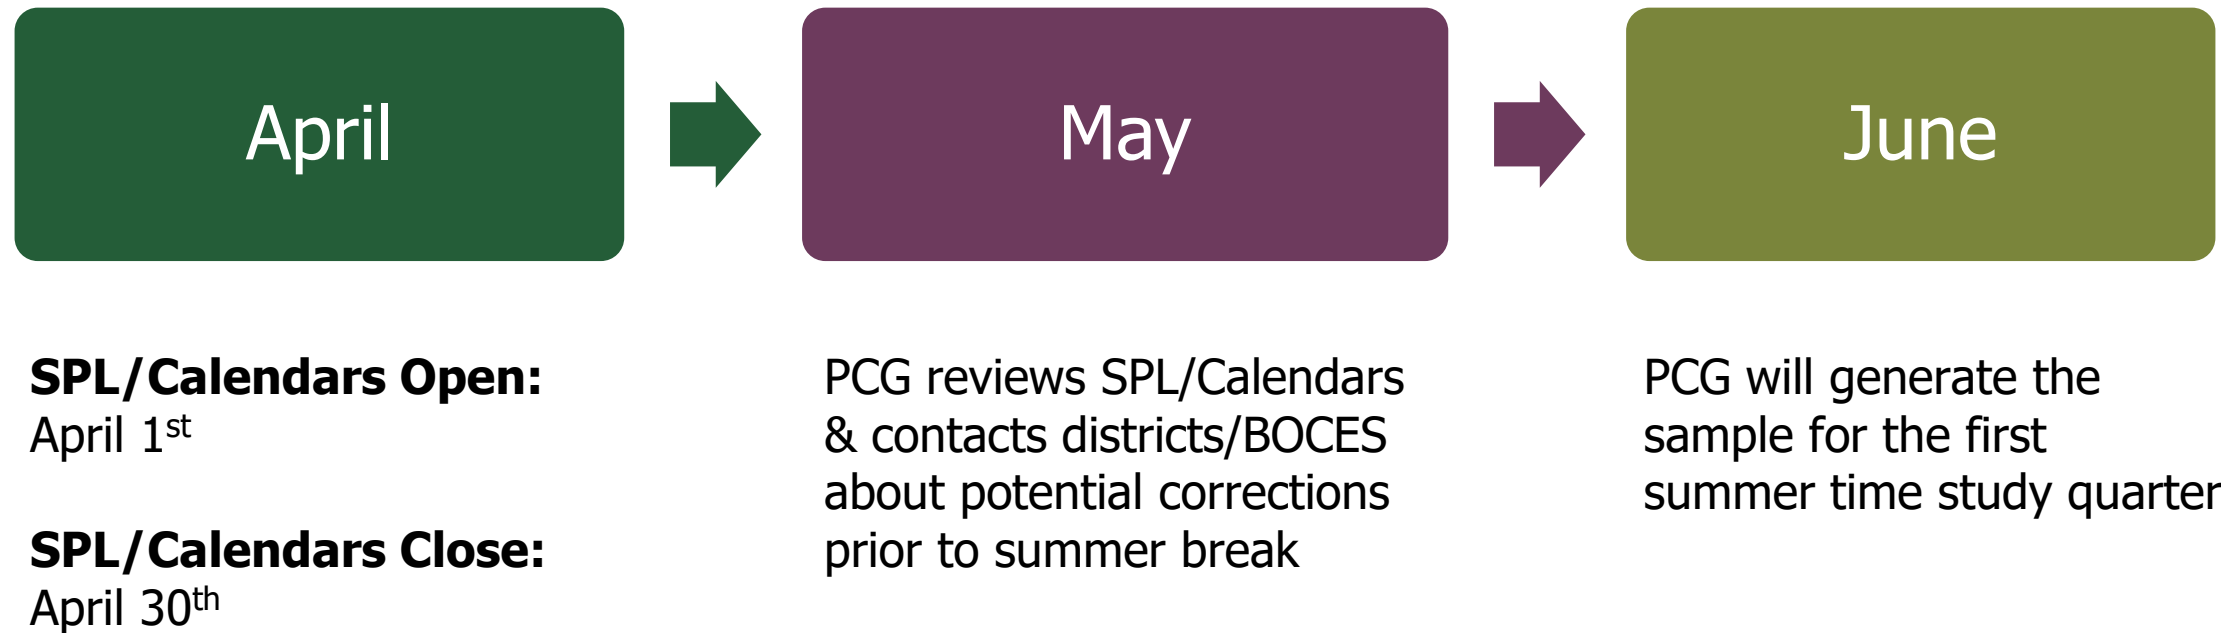 April
May
June
SPL/Calendars Open:
April 1st
SPL/Calendars Close:
April 30th
PCG reviews SPL/Calendars
& contacts districts/BOCES
about potential corrections
prior to summer break
PCG will generate the
sample for the first
summer time study quarter